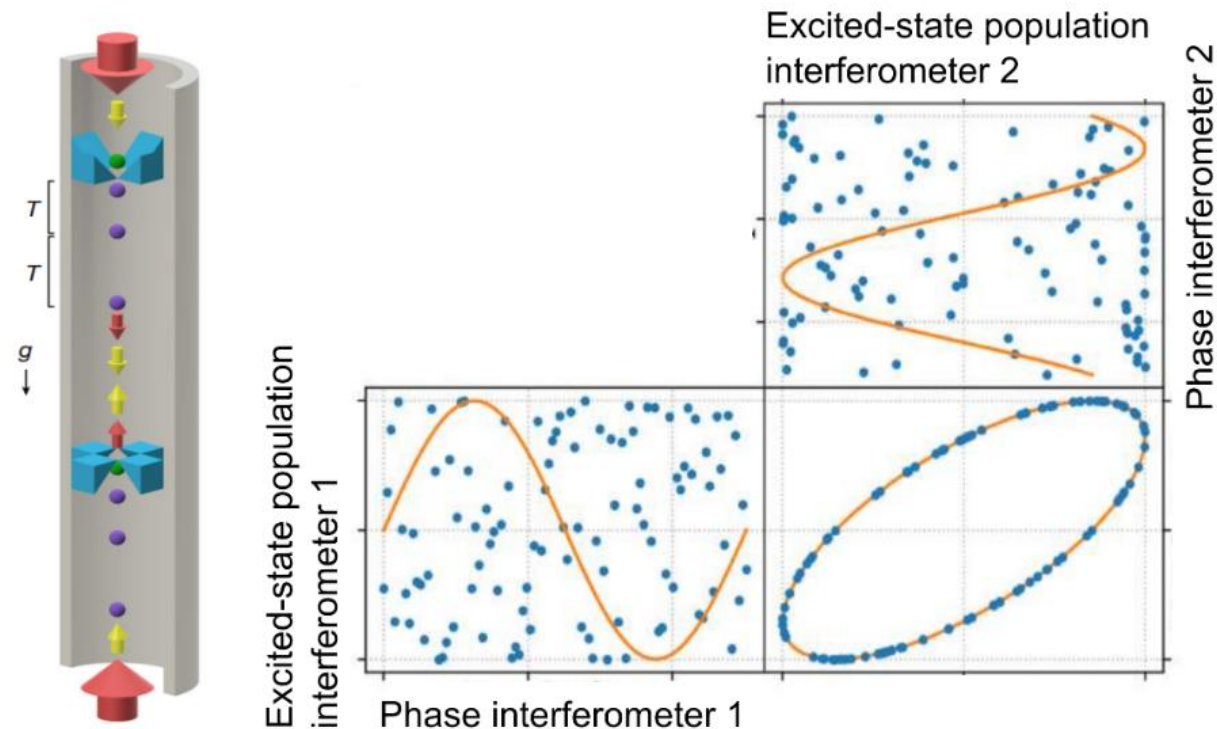 T
T
g
Excited-state population
interferometer 2
Phase interferometer 2
Excited-state population
interferometer 1
Phase interferometer 1